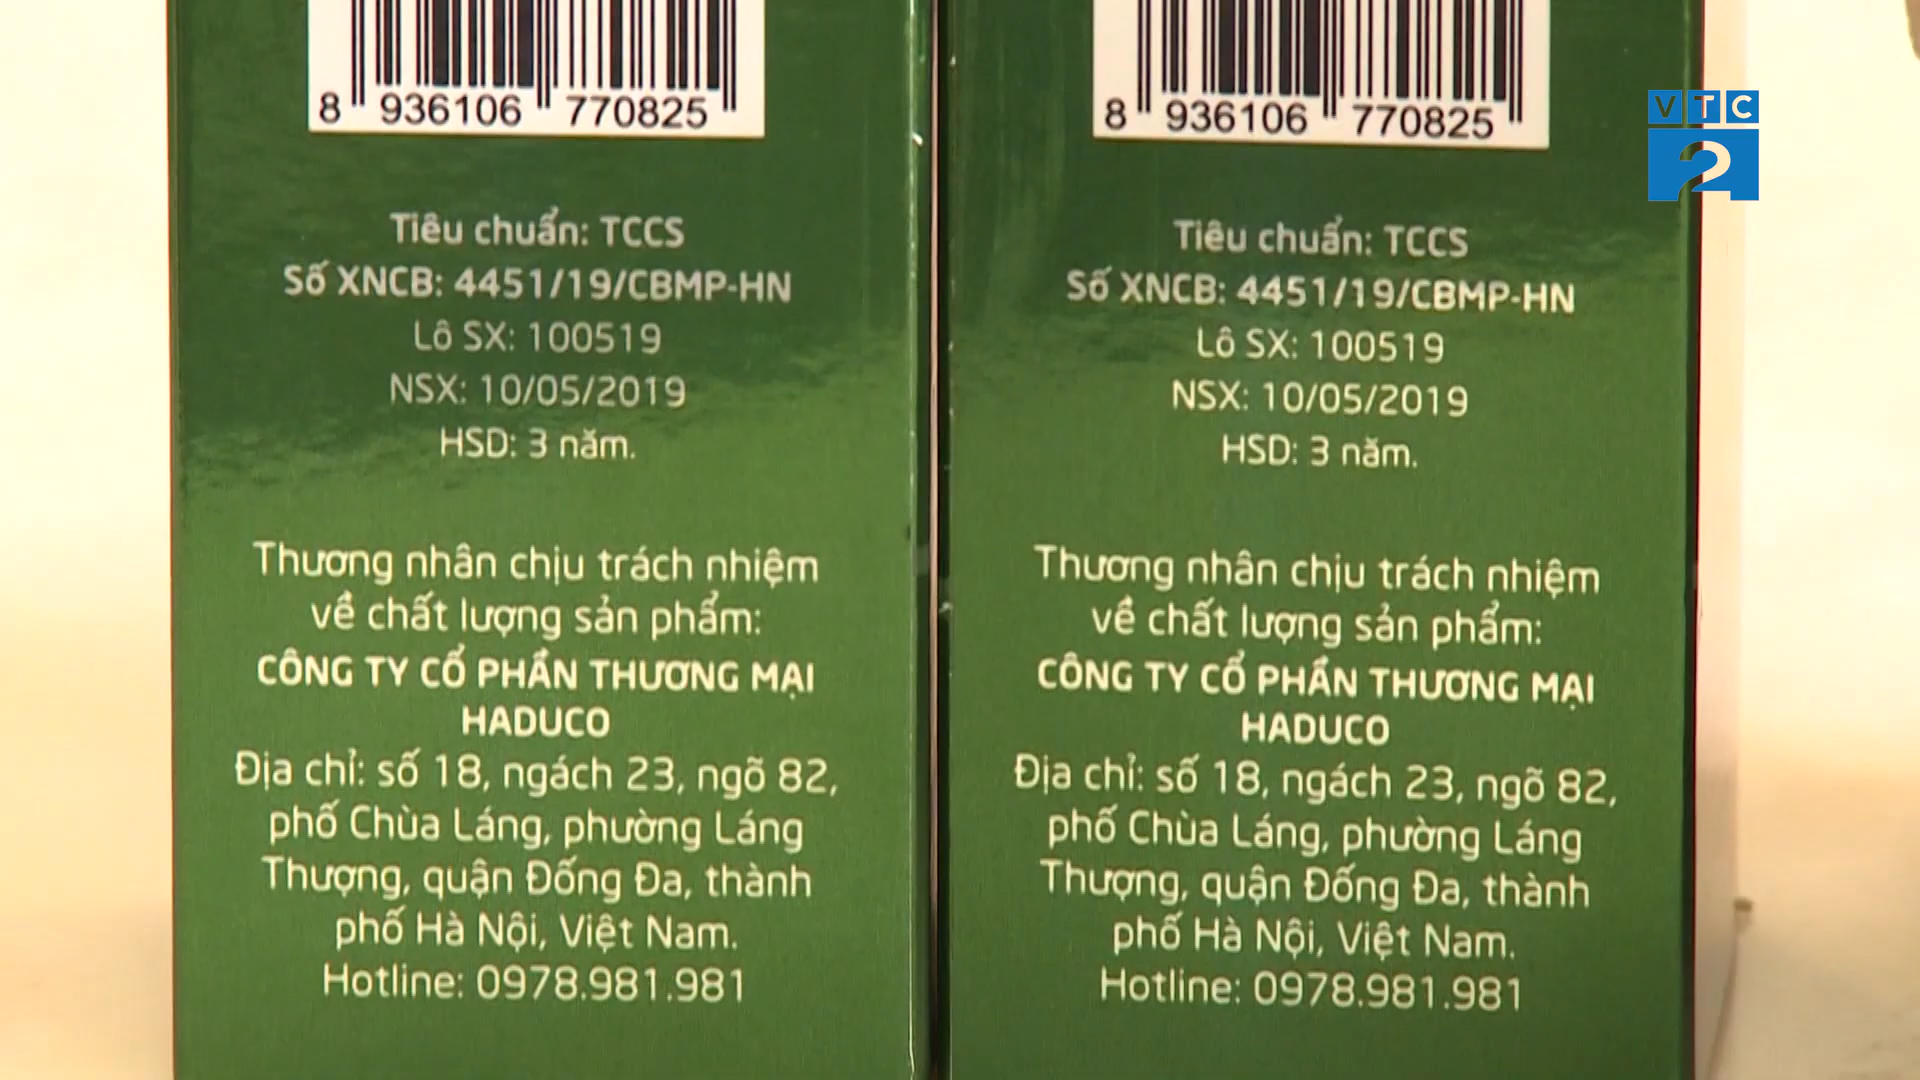 8 936106 770825
Tiêu chuẩn: TCCS
Số XNCB: 4451/19/CBMP-HN
Lô SX: 100519
NSX: 10/05/2019
HSD: 3 năm.
Thương nhân chịu trách nhiệm
về chất lượng sản phẩm:
CÔNG TY CỔ PHẦN THƯƠNG MẠI
HADUCO
Địa chỉ: số 18, ngách 23, ngõ 82,
phố Chùa Láng, phường Láng
Thượng, quận Đống Đa, thành
phố Hà Nội, Việt Nam.
Hotline: 0978.981.981
8 936106 770825
Tiêu chuẩn: TCCS
Số XNCB: 4451/19/CBMP-HN
Lô SX: 100519
NSX: 10/05/2019
HSD: 3 năm.
Thương nhân chịu trách nhiệm
về chất lượng sản phẩm:
CÔNG TY CỔ PHẦN THƯƠNG MẠI
HADUCO
Địa chỉ: số 18, ngách 23, ngõ 82,
phố Chùa Láng, phường Láng
Thượng, quận Đống Đa, thành
phố Hà Nội, Việt Nam.
Hotline: 0978.981.981
VTC
2